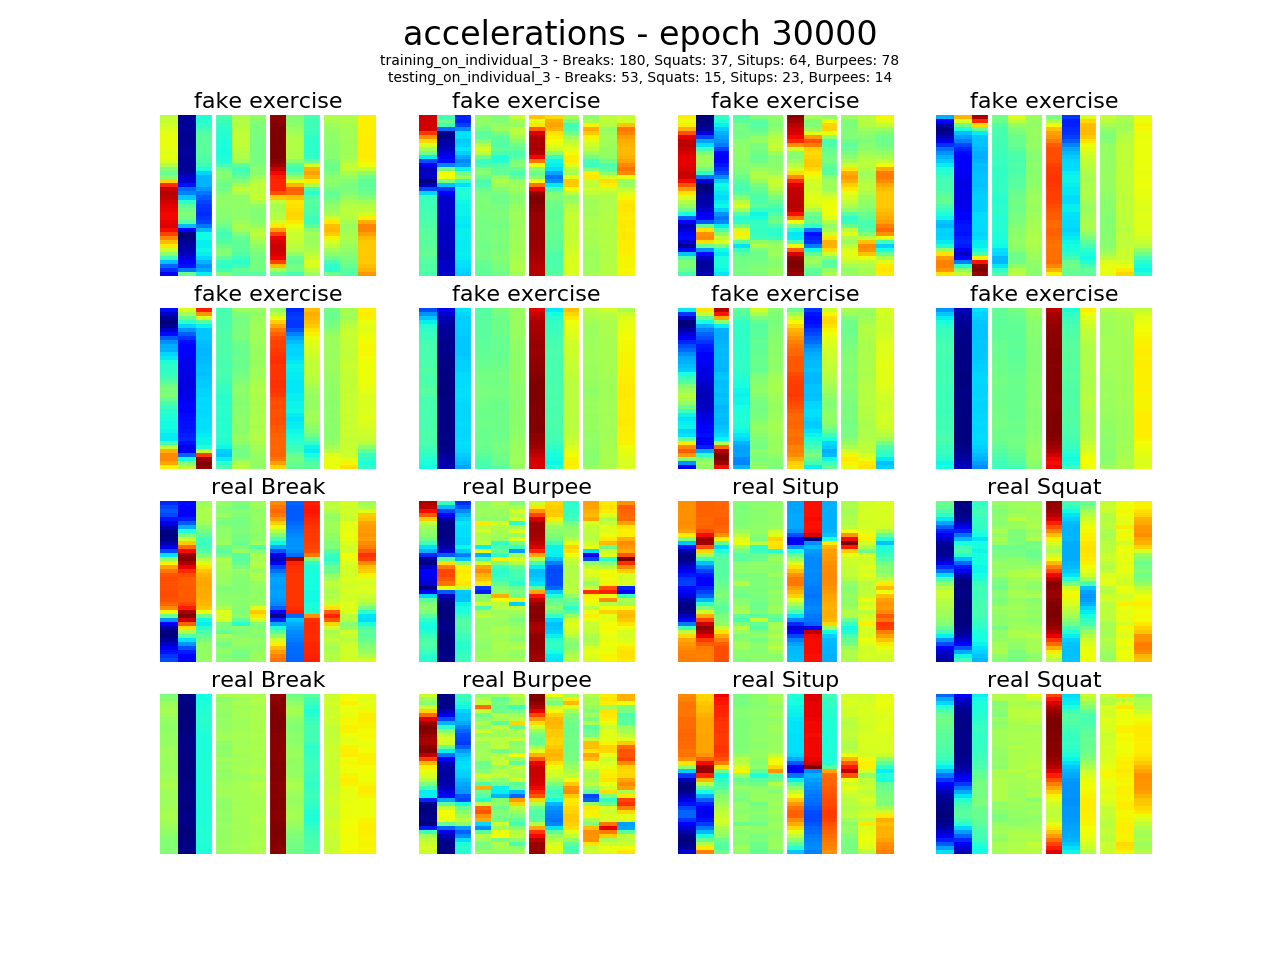 accelerations - epoch 30000
training_on_individual_3 - Breaks: 180, Squats: 37, Situps: 64, Burpees: 78
testing_on_individual_3 - Breaks: 53, Squats: 15, Situps: 23, Burpees: 14
fake exercise fake exercise fake exercise fake exercise
fake exercise fake exercise fake exercise fake exercise
real Break real Burpee real Situp real Squat
real Break real Burpee real Situp real Squat